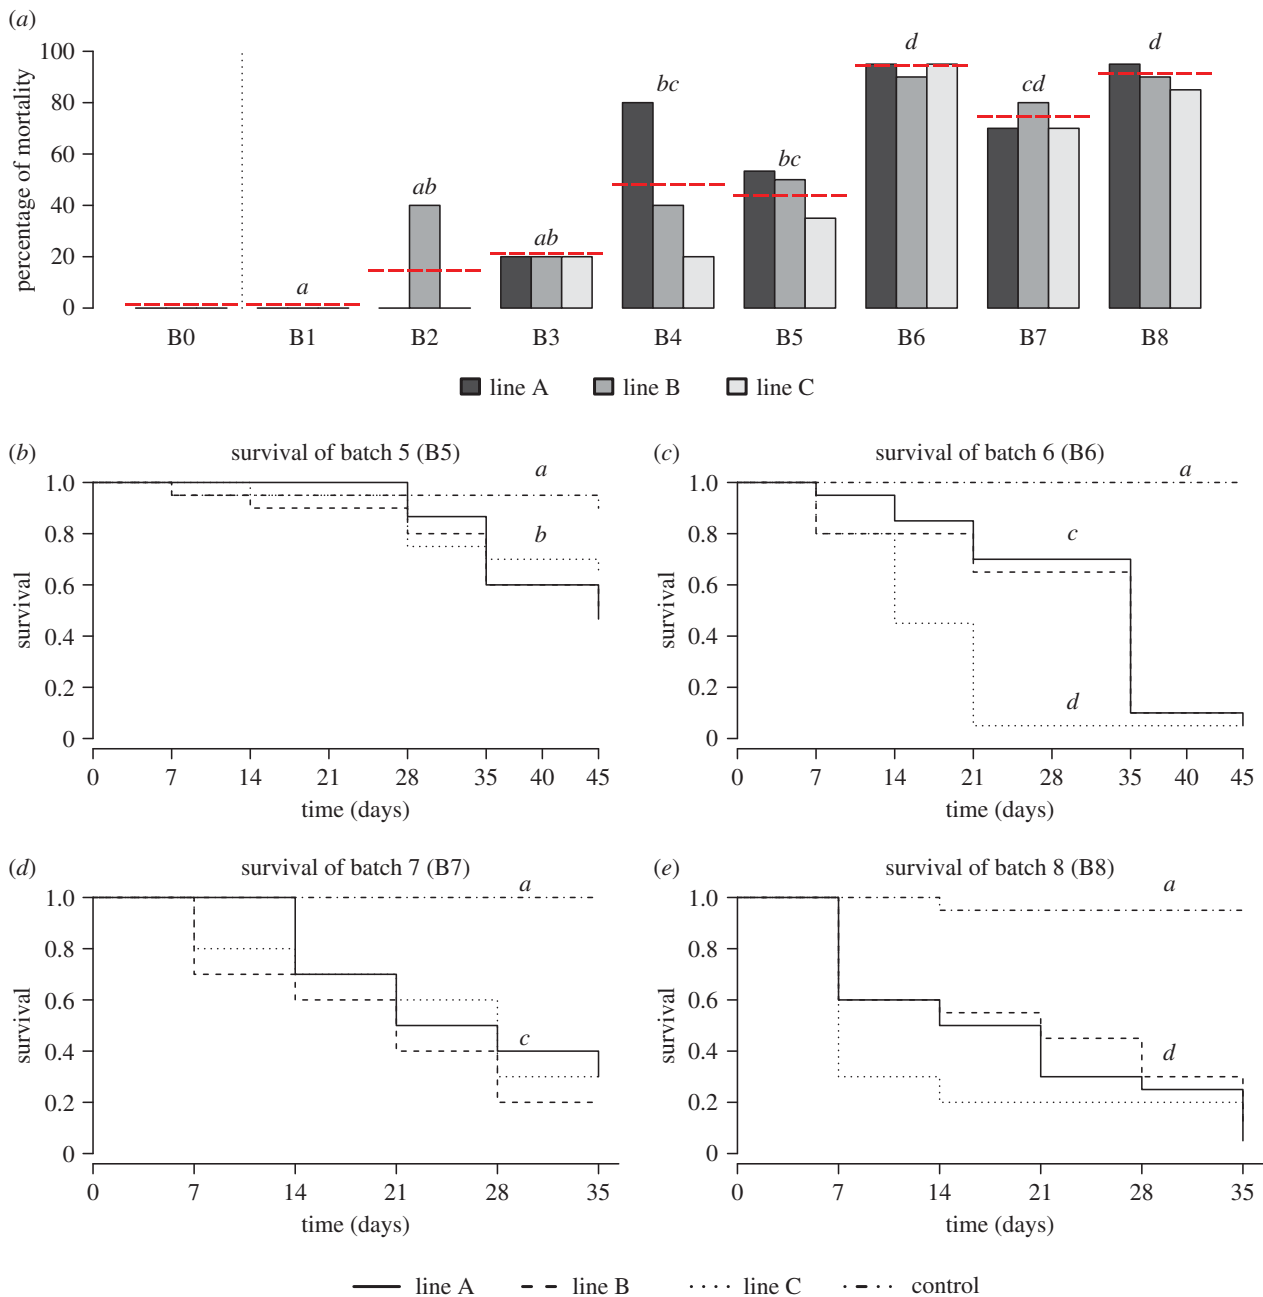 (a)
percentage of mortality
100
80
60
40
20
0
a
ab
ab
bc
bc
d
cd
d
B0 B1 B2 B3 B4 B5 B6 B7 B8
line A line B line C
(b) survival of batch 5 (B5)
survival
1.0
0.8
0.6
0.4
0.2
0
a
b
0 7 14 21 28 35 40 45
time (days)
(c) survival of batch 6 (B6)
survival
1.0
0.8
0.6
0.4
0.2
0
a
c
d
0 7 14 21 28 35 40 45
time (days)
(d) survival of batch 7 (B7)
survival
1.0
0.8
0.6
0.4
0.2
0
a
c
0 7 14 21 28 35
time (days)
(e) survival of batch 8 (B8)
survival
1.0
0.8
0.6
0.4
0.2
0
a
d
0 7 14 21 28 35
time (days)
line A line B line C control